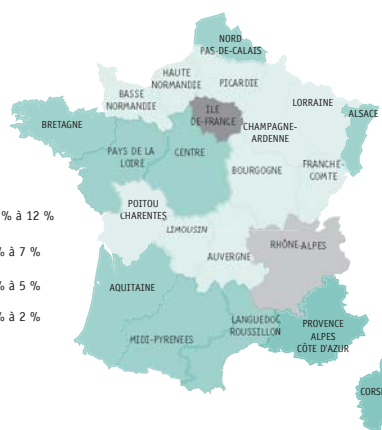 NORD
PAS-DE-CALAIS
HAUTE
NORMANDIE
PICARDIE
BASSE
NORMANDIE
LORRAINE
ILE
DE-FRANCE
ALSACE
BRETAGNE
CHAMPAGNE-
ARDENNE
PAYS DE LA
LOIRE
CENTRE
BOURGOGNE
FRANCHE-
COMTE
POITOU
CHARENTES
% à 12 %
LIMOUSIN
RHÔNE-ALPES
% à 7 %
AUVERGNE
% à 5 %
AQUITAINE
% à 2 %
LANGUEDOC
ROUSSILLON
PROVENCE
ALPES
CÔTE D'AZUR
MIDI-PYRENEES
CORSE